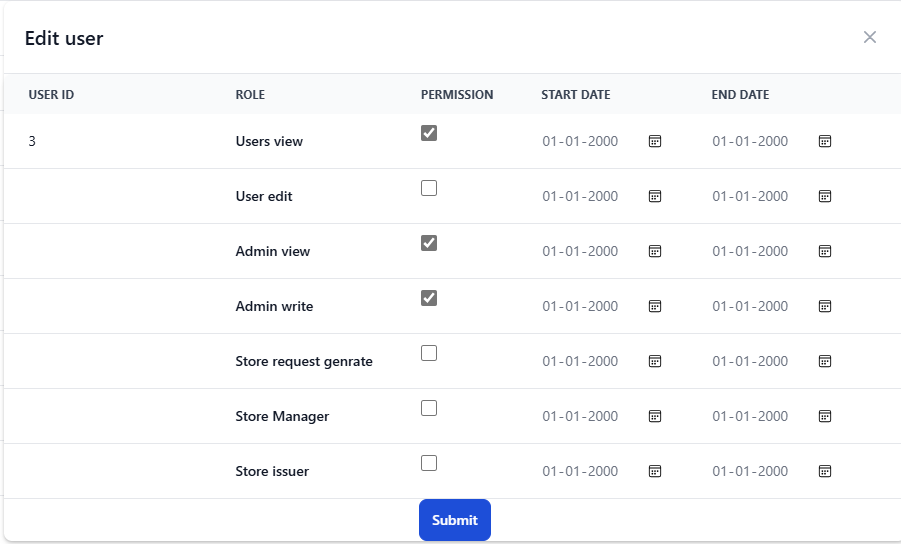 Edit user
USER ID ROLE PERMISSION START DATE END DATE
3 Users view 01-01-2000 01-01-2000
User edit 01-01-2000 01-01-2000
Admin view 01-01-2000 01-01-2000
Admin write 01-01-2000 01-01-2000
Store request genrate 01-01-2000 01-01-2000
Store Manager 01-01-2000 01-01-2000
Store issuer 01-01-2000 01-01-2000
Submit